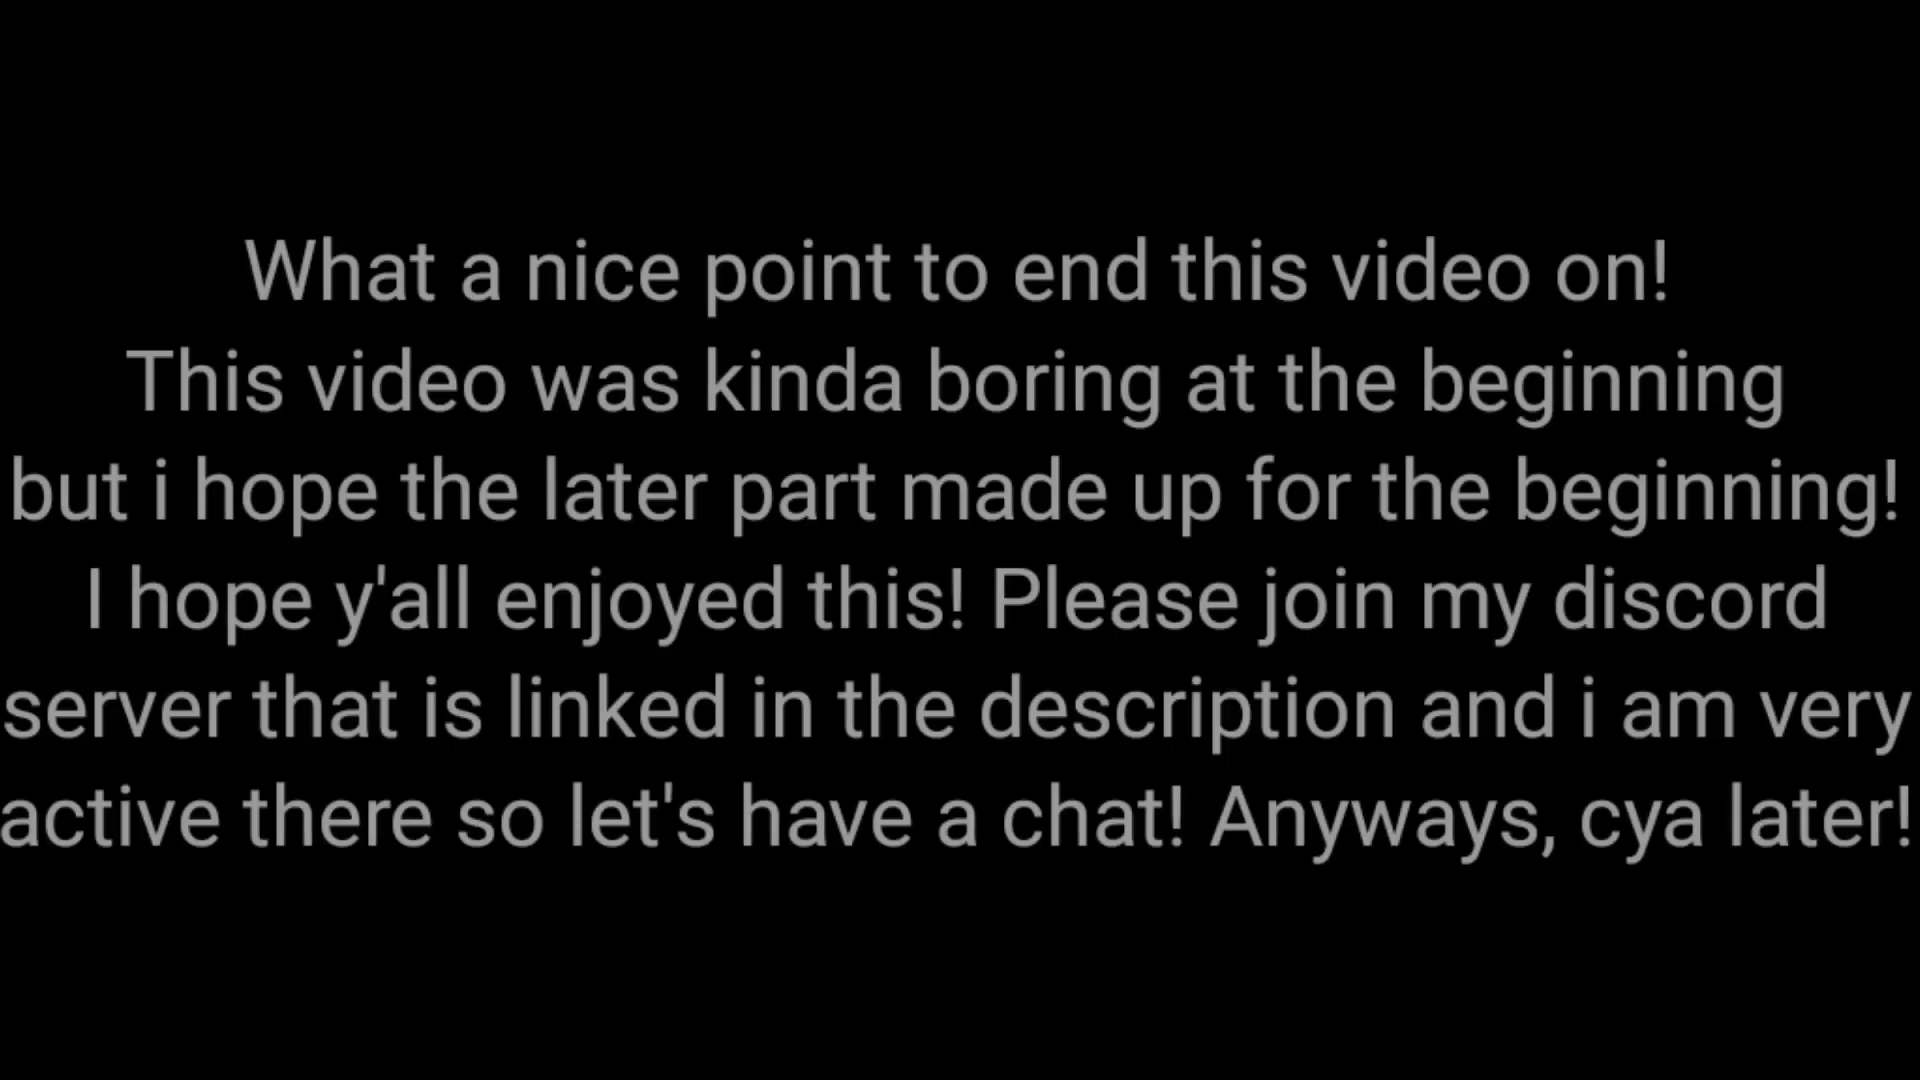 What a nice point to end this video on!
This video was kinda boring at the beginning
but i hope the later part made up for the beginning!
I hope y'all enjoyed this! Please join my discord
server that is linked in the description and i am very
active there so let's have a chat! Anyways, cya later!